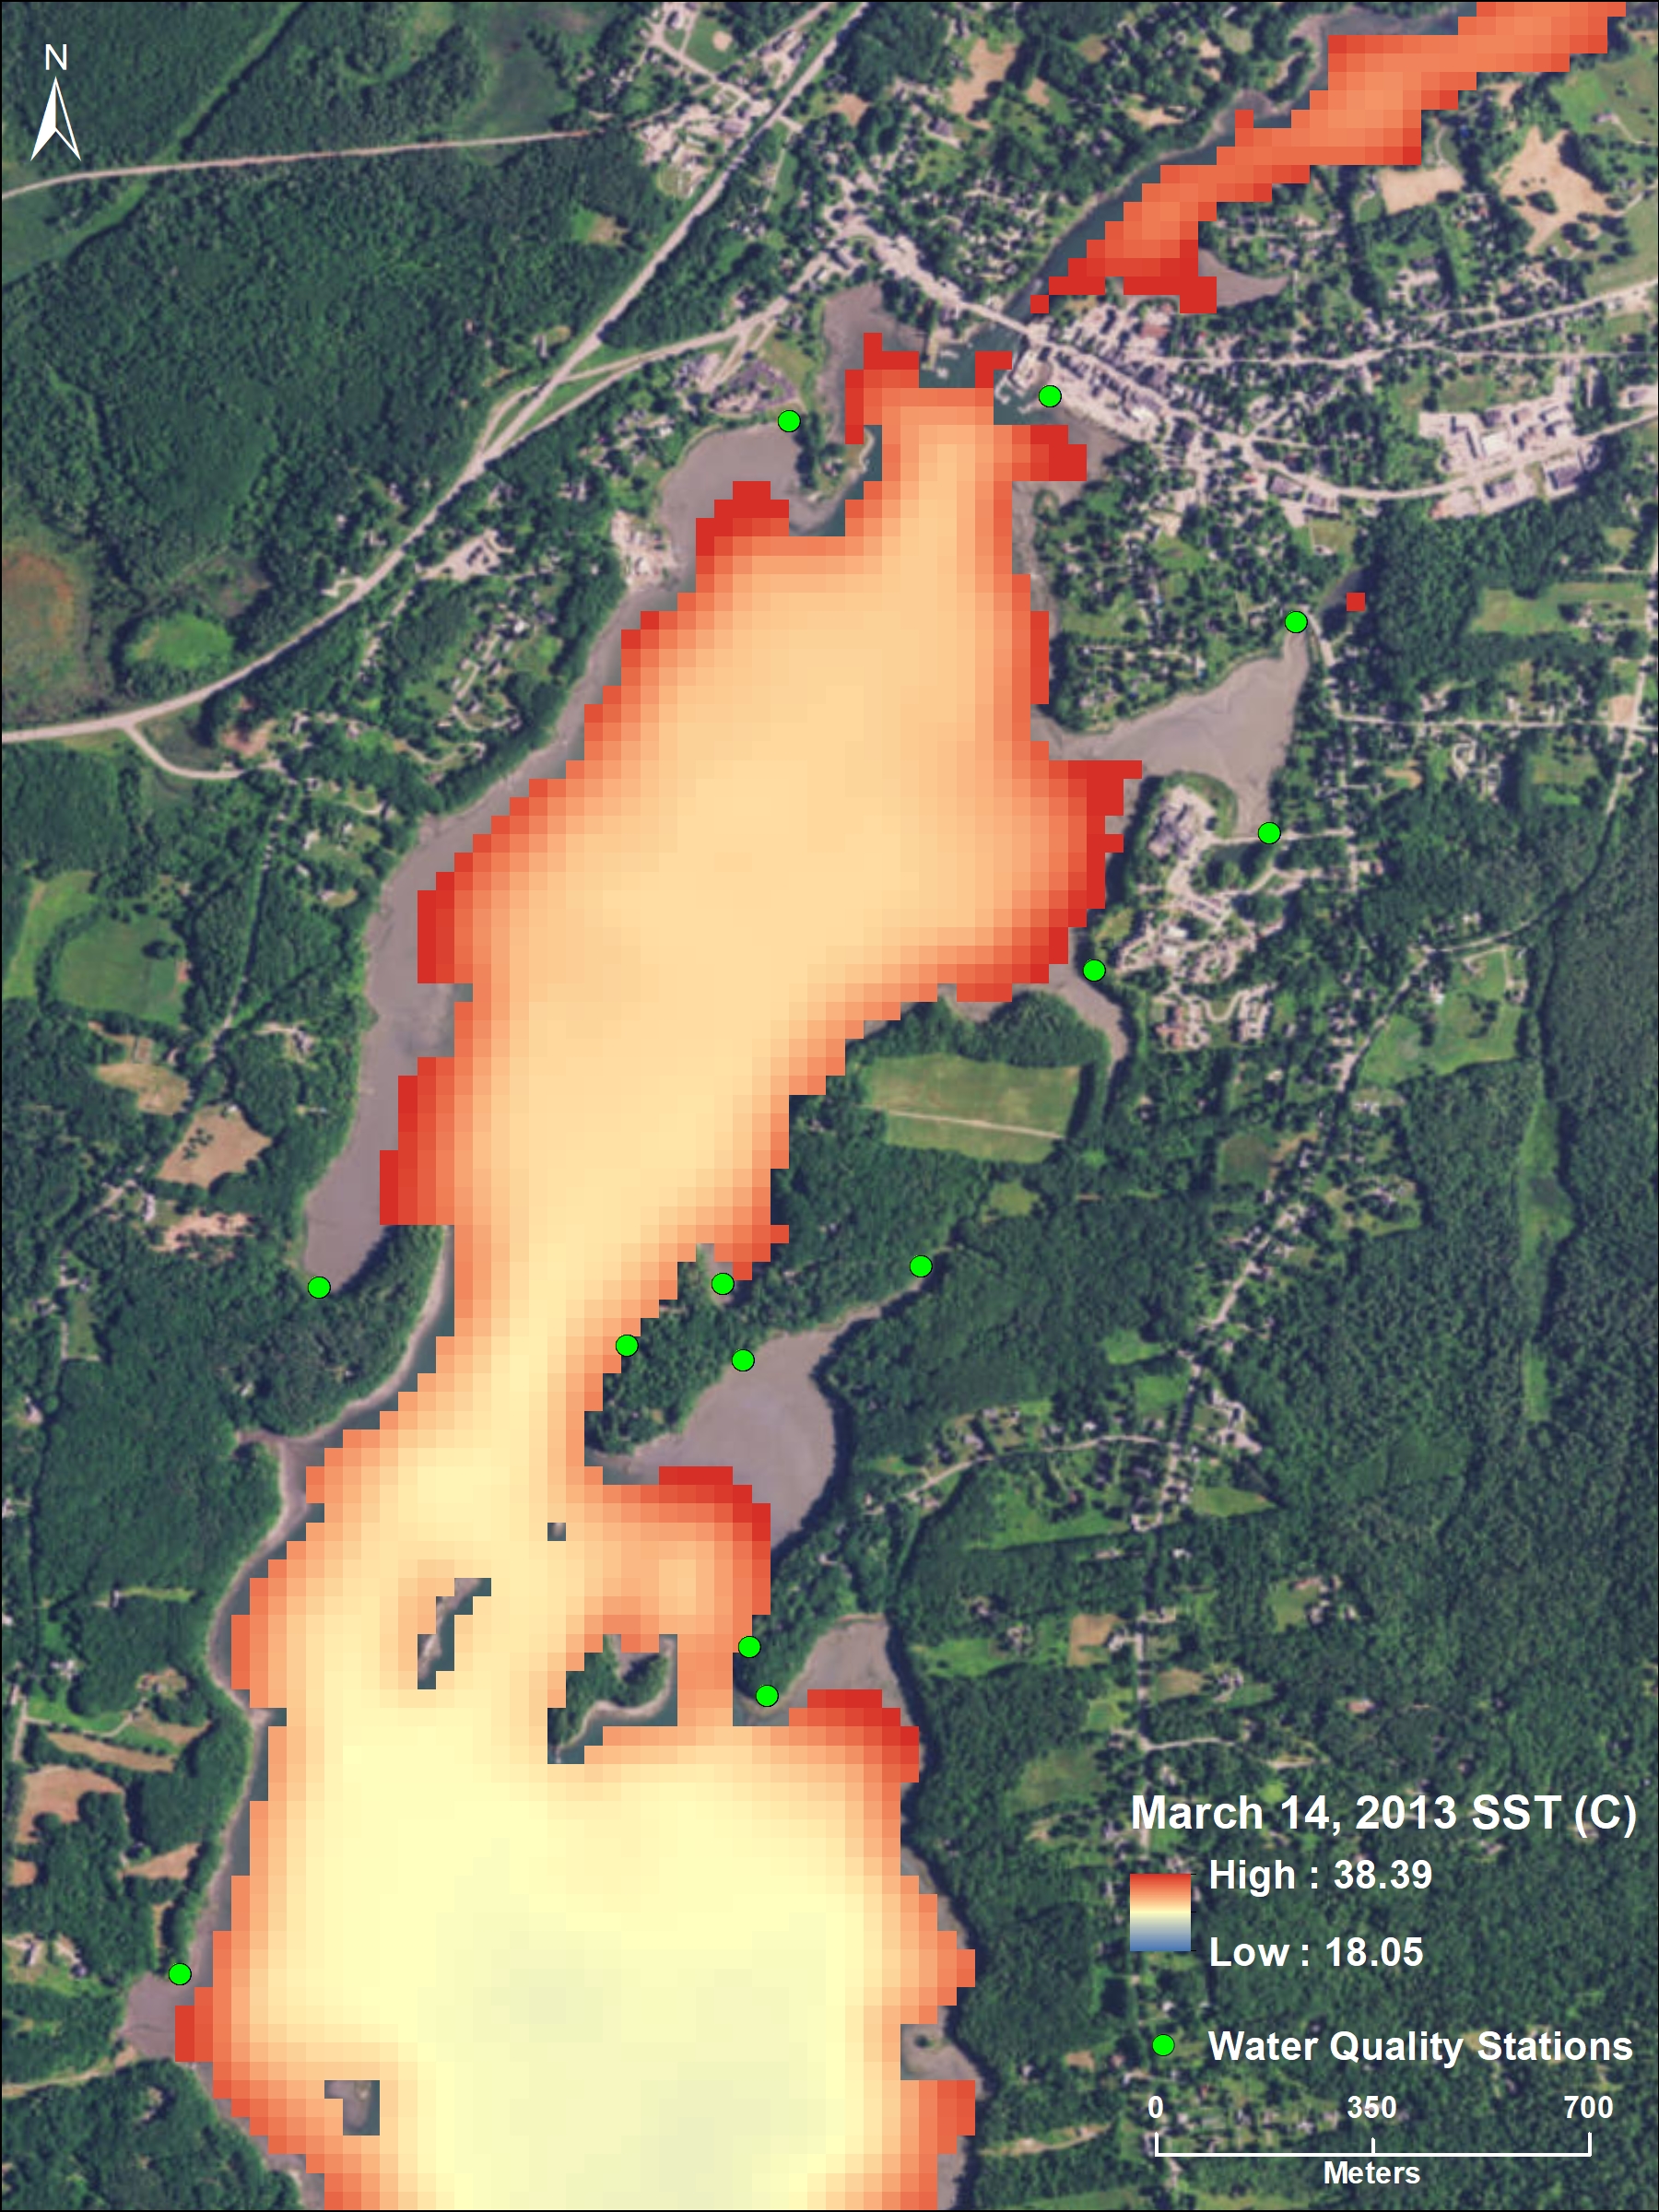 N
March 14, 2013 SST (C)
High : 38.39
Low : 18.05
Water Quality Stations
0 350 700
Meters